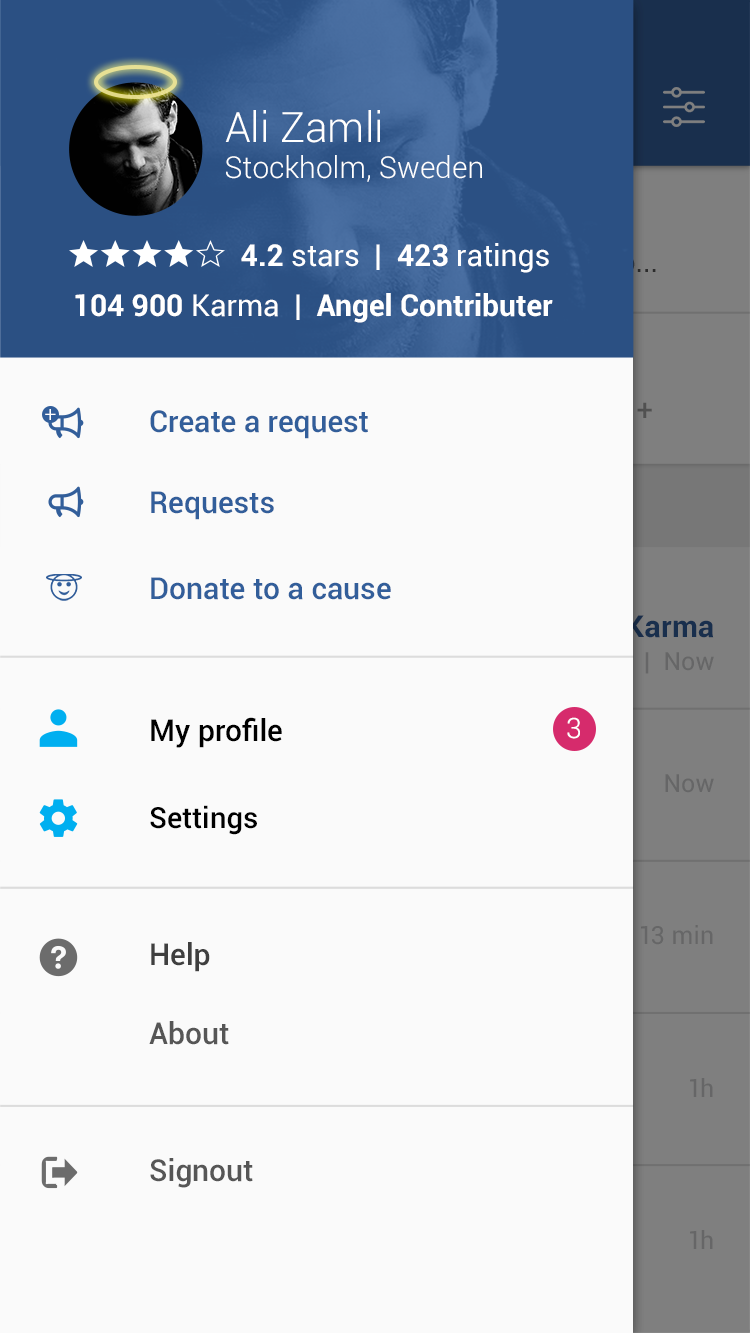 Ali Zamli
Stockholm, Sweden
4.2 stars | 423 ratings
104 900 Karma | Angel Contributer
...
Create a request
+
Requests
Donate to a cause
Karma
| Now
My profile
3
Now
Settings
Help
13 min
About
1h
Signout
1h